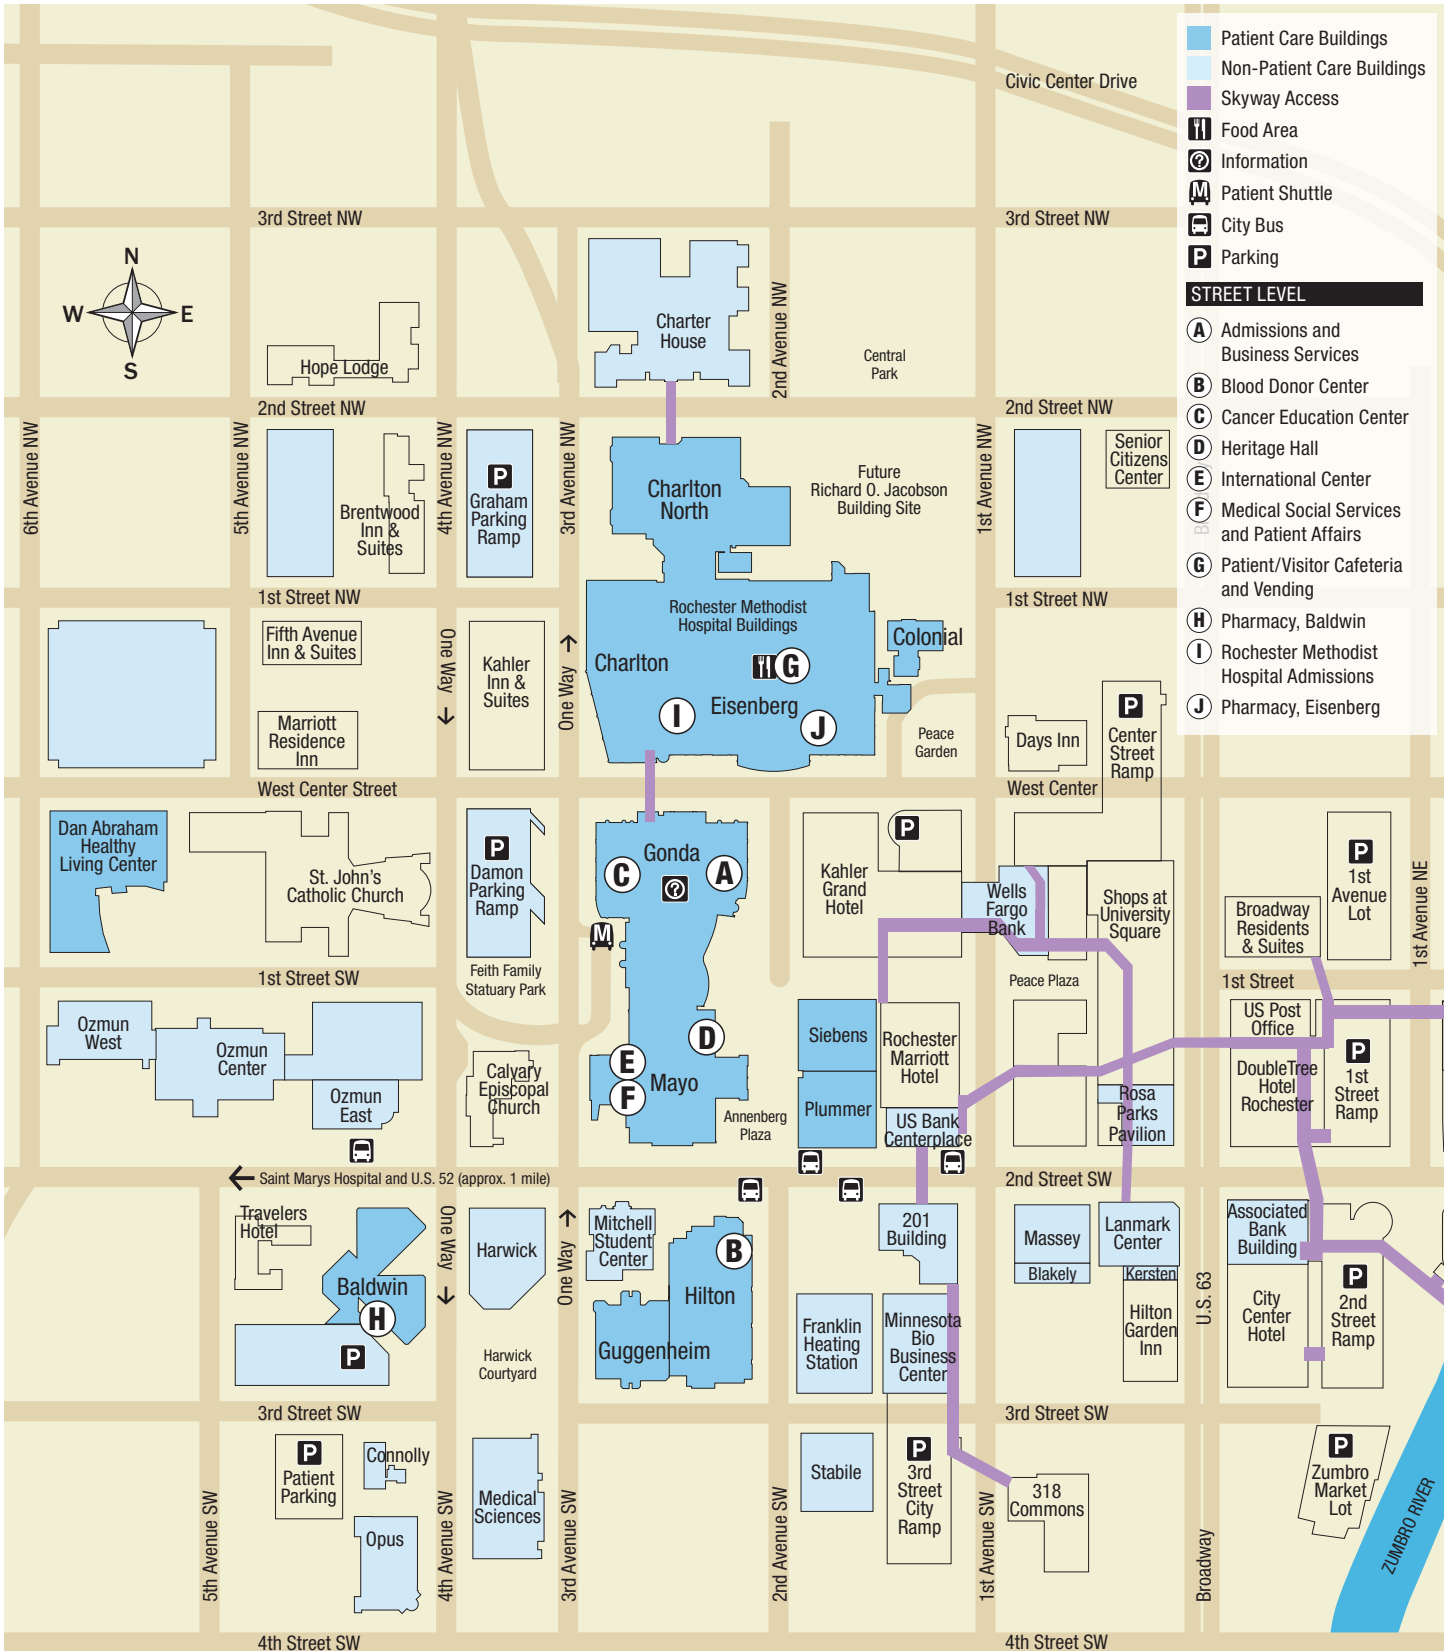 Civic Center Drive
Patient Care Buildings
Non-Patient Care Buildings
Skyway Access
Food Area
Information
M
Patient Shuttle
City Bus
P
Parking
STREET LEVEL
A
Admissions and
Business Services
B
Blood Donor Center
C
Cancer Education Center
D
Heritage Hall
E
International Center
F
Medical Social Services
and Patient Affairs
G
Patient/Visitor Cafeteria
and Vending
H
Pharmacy, Baldwin
I
Rochester Methodist
Hospital Admissions
J
Pharmacy, Eisenberg
3rd Street NW
3rd Street NW
N
W
E
S
Charter
House
2nd Avenue NW
Hope Lodge
Central
Park
2nd Street NW
2nd Street NW
6th Avenue NW
5th Avenue NW
4th Avenue NW
3rd Avenue NW
1st Avenue NW
Brentwood
Inn &
Suites
P
Graham
Parking
Ramp
Charlton
North
Future
Richard O. Jacobson
Building Site
Senior
Citizens
Center
1st Street NW
1st Street NW
Fifth Avenue
Inn & Suites
One Way
Kahler
Inn &
Suites
One Way
Rochester Methodist
Hospital Buildings
Charlton
G
Colonial
Eisenberg
I
J
Marriott
Residence
Inn
Peace
Garden
Days Inn
P
Center
Street
Ramp
West Center Street
West Center
Dan Abraham
Healthy
Living Center
St. John's
Catholic Church
P
Damon
Parking
Ramp
Gonda
C
A
M
Kahler
Grand
Hotel
P
Wells
Fargo
Bank
Shops at
University
Square
Broadway
Residents
& Suites
P
1st
Avenue
Lot
1st Avenue NE
1st Street SW
Feith Family
Statuary Park
Peace Plaza
1st Street
Ozmun
West
Ozmun
Center
Ozmun
East
Calvary
Episcopal
Church
D
E
F
Mayo
Annenberg
Plaza
Siebens
Plummer
Rochester
Marriott
Hotel
US Bank
Centerplace
Rosa
Parks
Pavilion
US Post
Office
DoubleTree
Hotel
Rochester
P
1st
Street
Ramp
Saint Marys Hospital and U.S. 52 (approx. 1 mile)
2nd Street SW
Travelers
Hotel
Baldwin
H
P
One Way
Harwick
One Way
Mitchell
Student
Center
B
Hilton
Guggenheim
Harwick
Courtyard
201
Building
Franklin
Heating
Station
Minnesota
Bio
Business
Center
Massey
Blakely
Lanmark
Center
Kersten
Hilton
Garden
Inn
U.S. 63
Associated
Bank
Building
City
Center
Hotel
P
2nd
Street
Ramp
3rd Street SW
3rd Street SW
5th Avenue SW
P
Patient
Parking
Connolly
Opus
4th Avenue SW
Medical
Sciences
3rd Avenue SW
2nd Avenue SW
Stabile
P
3rd
Street
City
Ramp
1st Avenue SW
318
Commons
Broadway
P
Zumbro
Market
Lot
ZUMBRO RIVER
4th Street SW
4th Street SW